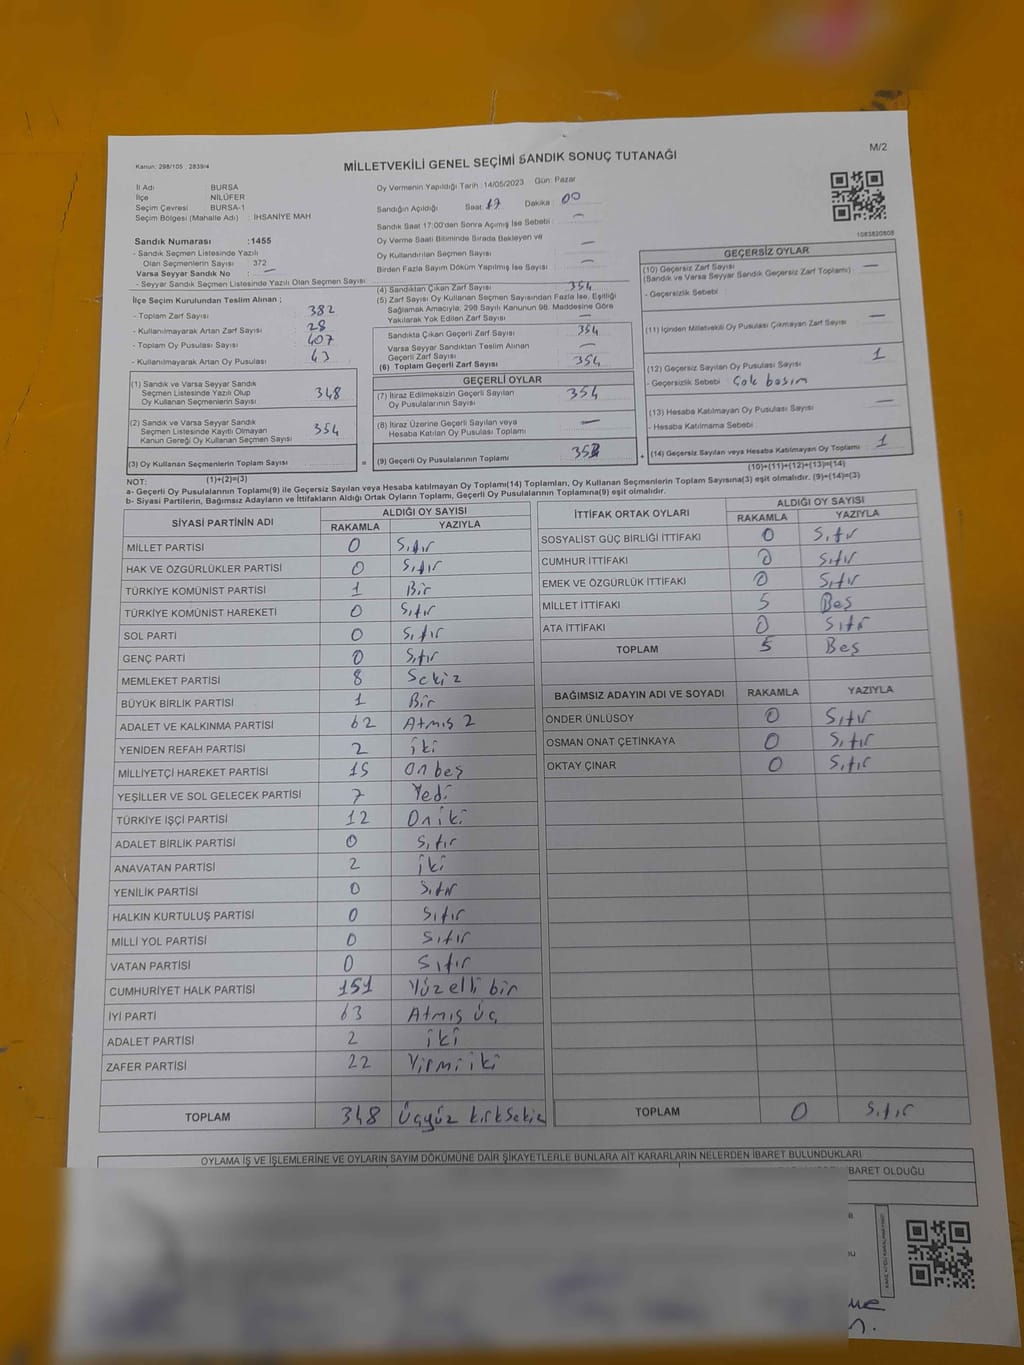 Kanun: 298/105 , 2839/4
MİLLETVEKİLİ GENEL SEÇİMİ SANDIK SONUÇ TUTANAĞI
M/2
İl Adı : BURSA
İlçe : NİLÜFER
Seçim Çevresi : BURSA-1
Seçim Bölgesi (Mahalle Adı) : İHSANİYE MAH
Oy Vermenin Yapıldığı Tarih : 14/05/2023 Gün: Pazar
Sandığın Açıldığı Saat : 17 Dakika : 00
Sandık Saat 17:00'den Sonra Açımış İse Sebebi : —
Oy Verme Saati Bitiminde Sırada Bekleyen ve
Oy Kullandırılan Seçmen Sayısı : —
Birden Fazla Sayım Döküm Yapılmış İse Sayısı : —
1083820808
Sandık Numarası : 1455
- Sandık Seçmen Listesinde Yazılı
Olan Seçmenlerin Sayısı : 372
Varsa Seyyar Sandık No : —
- Seyyar Sandık Seçmen Listesinde Yazılı Olan Seçmen Sayısı
İlçe Seçim Kurulundan Teslim Alınan ;
- Toplam Zarf Sayısı : 382
- Kullanılmayarak Artan Zarf Sayısı : 28
- Toplam Oy Pusulası Sayısı : 407
- Kullanılmayarak Artan Oy Pusulası : 43
(1) Sandık ve Varsa Seyyar Sandık
Seçmen Listesinde Yazılı Olup
Oy Kullanan Seçmenlerin Sayısı 348
(2) Sandık ve Varsa Seyyar Sandık
Seçmen Listesinde Kayıtlı Olmayan
Kanun Gereği Oy Kullanan Seçmen Sayısı 354
(3) Oy Kullanan Seçmenlerin Toplam Sayısı
(1)+(2)=(3)
(4) Sandıktan Çıkan Zarf Sayısı 354
(5) Zarf Sayısı Oy Kullanan Seçmen Sayısından Fazla İse, Eşitliği
Sağlamak Amacıyla, 298 Sayılı Kanunun 98. Maddesine Göre
Yakılarak Yok Edilen Zarf Sayısı : —
Sandıkta Çıkan Geçerli Zarf Sayısı : 354
Varsa Seyyar Sandıktan Teslim Alınan
Geçerli Zarf Sayısı : —
(6) Toplam Geçerli Zarf Sayısı : 354
GEÇERLİ OYLAR
(7) İtiraz Edilmeksizin Geçerli Sayılan
Oy Pusulalarının Sayısı : 354
(8) İtiraz Üzerine Geçerli Sayılan veya
Hesaba Katılan Oy Pusulası Toplamı : —
= (9) Geçerli Oy Pusulalarının Toplamı
GEÇERSİZ OYLAR
(10) Geçersiz Zarf Sayısı
(Sandık ve Varsa Seyyar Sandık Geçersiz Zarf Toplamı) : —
- Geçersizlik Sebebi :
(11) İçinden Milletvekili Oy Pusulası Çıkmayan Zarf Sayısı : —
(12) Geçersiz Sayılan Oy Pusulası Sayısı : 1
- Geçersizlik Sebebi : Çok basım
(13) Hesaba Katılmayan Oy Pusulası Sayısı : —
- Hesaba Katılmama Sebebi :
+ (14) Geçersiz Sayılan veya Hesaba Katılmayan Oy Toplamı : 1
(10)+(11)+(12)+(13)=(14)
NOT:
a- Geçerli Oy Pusulalarının Toplamı(9) ile Geçersiz veya Hesaba katılmayan Oy Toplamı(14) Toplamları, Oy Kullanan Seçmenlerin Toplam Sayısına(3) eşit olmalıdır. (9)+(14)=(3)
b- Siyasi Partilerin, Bağımsız Adayların ve İttifakların Aldığı Ortak Oyların Toplamı, Geçerli Oy Pusulalarının Toplamına(9) eşit olmalıdır.
SİYASİ PARTİNİN ADI ALDIĞI OY SAYISI
RAKAMLA YAZIYLA
MİLLET PARTİSİ 0 Sıfır
HAK VE ÖZGÜRLÜKLER PARTİSİ 0 Sıfır
TÜRKİYE KOMÜNİST PARTİSİ 1 Bir
TÜRKİYE KOMÜNİST HAREKETİ 0 Sıfır
SOL PARTİ 0 Sıfır
GENÇ PARTİ 0 Sıfır
MEMLEKET PARTİSİ 8 Sekiz
BÜYÜK BİRLİK PARTİSİ 1 Bir
ADALET VE KALKINMA PARTİSİ 62 Atmış 2
YENİDEN REFAH PARTİSİ 2 iki
MİLLİYETÇİ HAREKET PARTİSİ 15 Onbeş
YEŞİLLER VE SOL GELECEK PARTİSİ 7 Yedi
TÜRKİYE İŞÇİ PARTİSİ 12 Oniki
ADALET BİRLİK PARTİSİ 0 Sıfır
ANAVATAN PARTİSİ 2 iki
YENİLİK PARTİSİ 0 Sıfır
HALKIN KURTULUŞ PARTİSİ 0 Sıfır
MİLLİ YOL PARTİSİ 0 Sıfır
VATAN PARTİSİ 0 Sıfır
CUMHURİYET HALK PARTİSİ 151 Yüzelli bir
İYİ PARTİ 63 Atmış üç
ADALET PARTİSİ 2 iki
ZAFER PARTİSİ 22 Yirmi iki
TOPLAM 348 Üçyüz kırksekiz
İTTİFAK ORTAK OYLARI ALDIĞI OY SAYISI
RAKAMLA YAZIYLA
SOSYALİST GÜÇ BİRLİĞİ İTTİFAKI 0 Sıfır
CUMHUR İTTİFAKI 0 Sıfır
EMEK VE ÖZGÜRLÜK İTTİFAKI 0 Sıfır
MİLLET İTTİFAKI 5 Beş
ATA İTTİFAKI 0 Sıfır
TOPLAM 5 Beş
BAĞIMSIZ ADAYIN ADI VE SOYADI RAKAMLA YAZIYLA
ÖNDER ÜNLÜSOY 0 Sıfır
OSMAN ONAT ÇETİNKAYA 0 Sıfır
OKTAY ÇINAR 0 Sıfır
TOPLAM 0 Sıfır
OYLAMA İŞ VE İŞLEMLERİNE VE OYLARIN SAYIM DÖKÜMÜNE DAİR ŞİKAYETLERLE BUNLARA AİT KARARLARIN NELERDEN İBARET BULUNDUKLARI
İBARET OLDUĞU